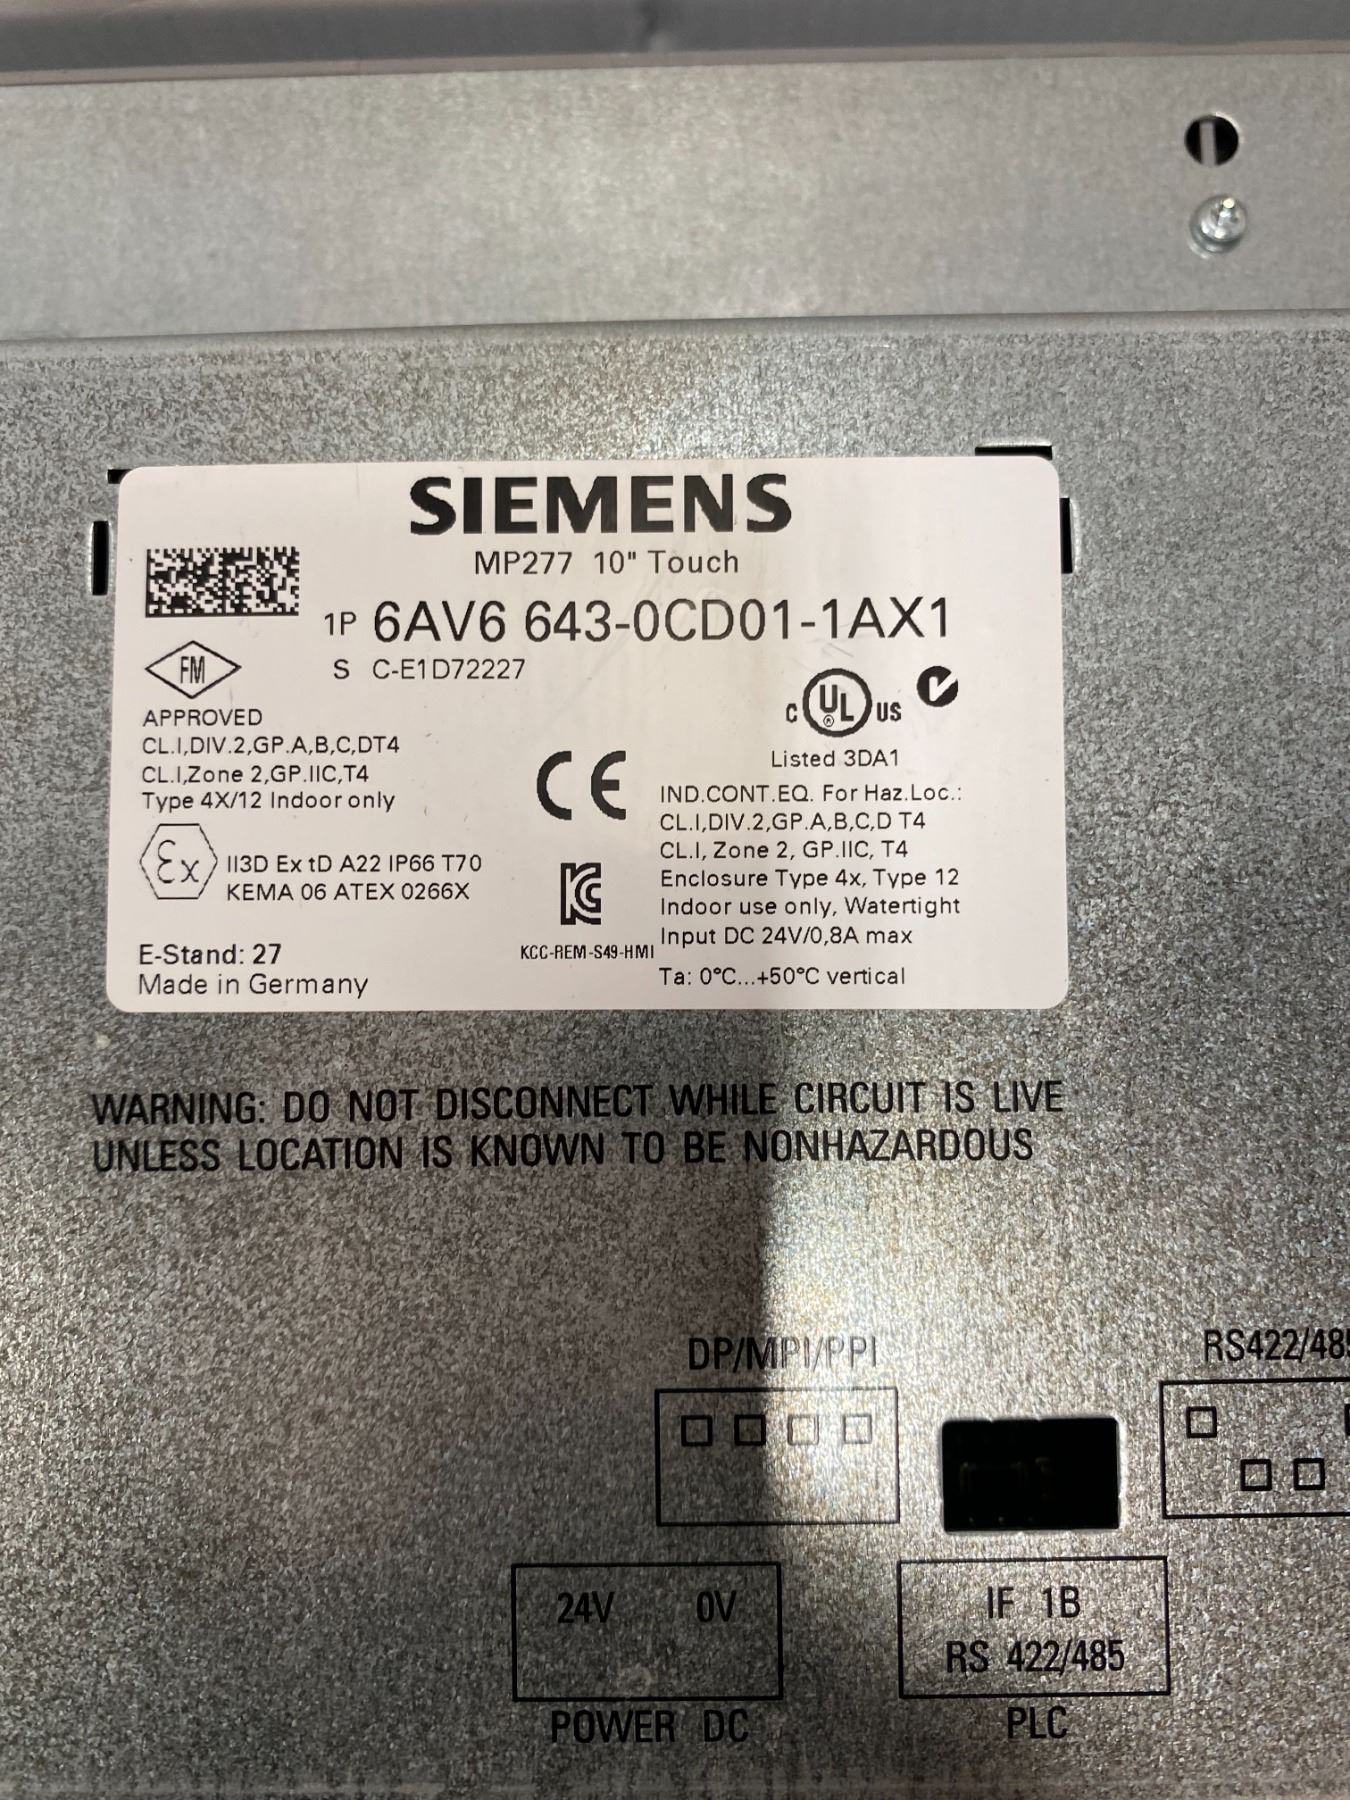 SIEMENS
MP277 10" Touch
1P 6AV6 643-0CD01-1AX1
S C-E1D72227
FM
APPROVED
CL.I,DIV.2,GP.A,B,C,DT4
CL.I,Zone 2,GP.IIC,T4
Type 4X/12 Indoor only
Ex II3D Ex tD A22 IP66 T70
KEMA 06 ATEX 0266X
E-Stand: 27
Made in Germany
CE
KCC-REM-S49-HMI
C UL US
®
Listed 3DA1
IND.CONT.EQ. For Haz.Loc.:
CL.I,DIV.2,GP.A,B,C,D T4
CL.I, Zone 2, GP.IIC, T4
Enclosure Type 4x, Type 12
Indoor use only, Watertight
Input DC 24V/0,8A max
Ta: 0°C...+50°C vertical
WARNING: DO NOT DISCONNECT WHILE CIRCUIT IS LIVE
UNLESS LOCATION IS KNOWN TO BE NONHAZARDOUS
DP/MPI/PPI
RS422/485
24V 0V
POWER DC
IF 1B
RS 422/485
PLC